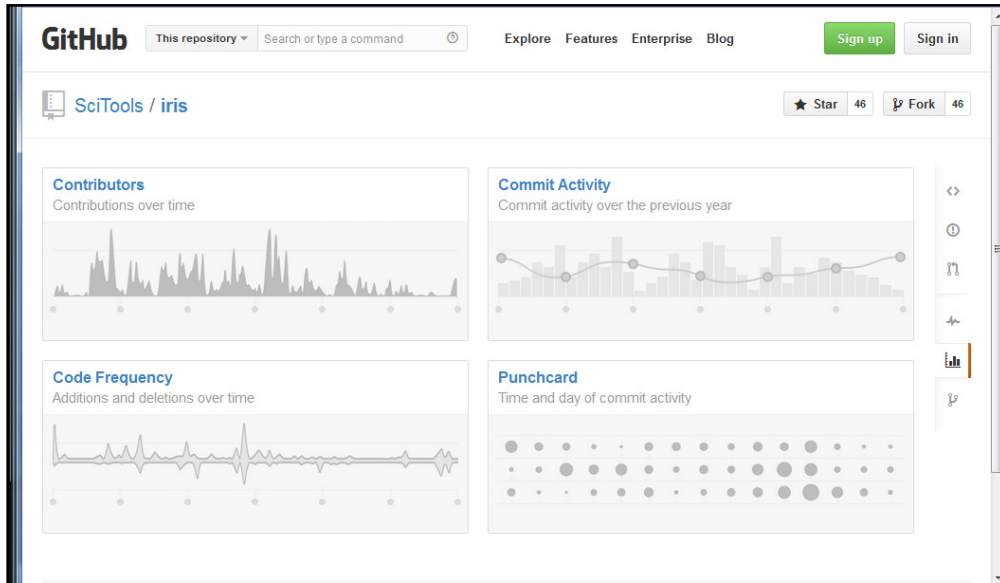 GitHub This repository Search or type a command Explore Features Enterprise Blog Sign up Sign in
SciTools / iris Star 46 Fork 46
Contributors
Contributions over time
Commit Activity
Commit activity over the previous year
Code Frequency
Additions and deletions over time
Punchcard
Time and day of commit activity